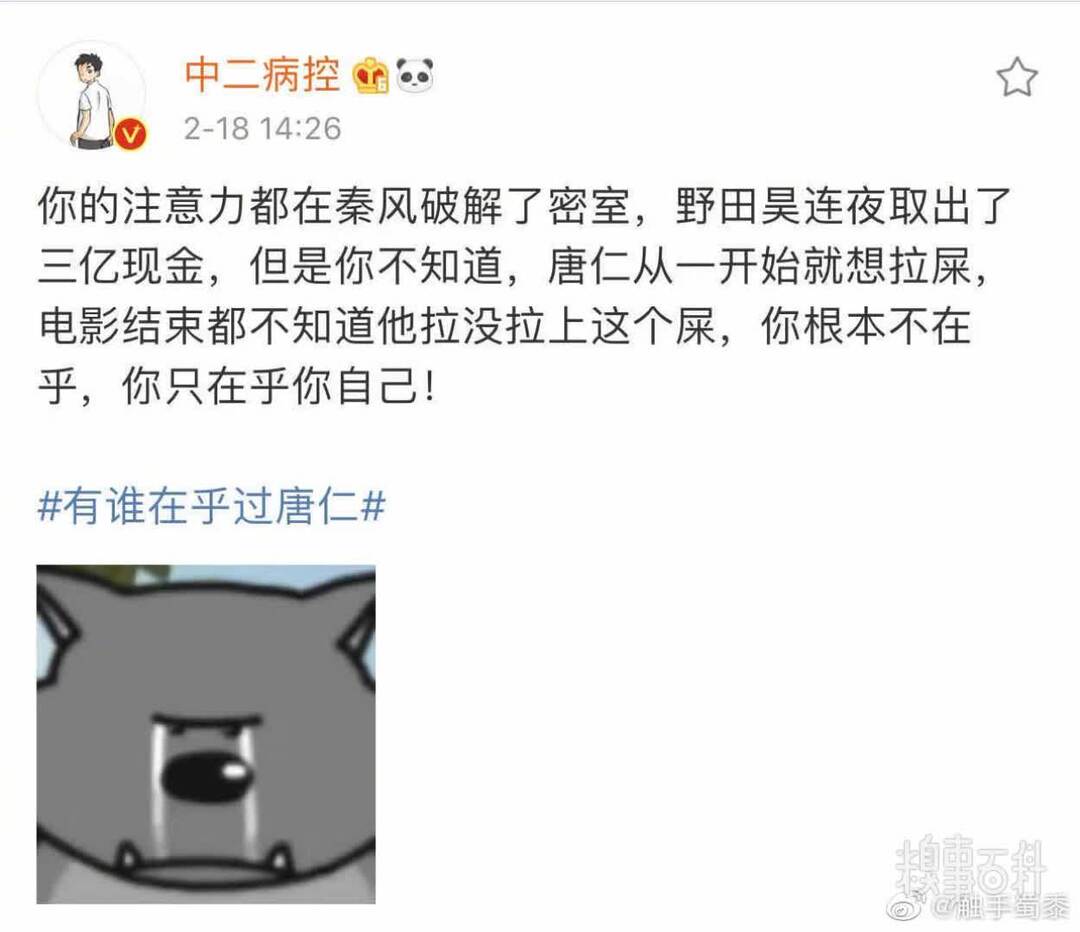 中二病控
2-18 14:26
你的注意力都在秦风破解了密室，野田昊连夜取出了
三亿现金，但是你不知道，唐仁从一开始就想拉屎，
电影结束都不知道他拉没拉上这个屎，你根本不在
乎，你只在乎你自己！
#有谁在乎过唐仁#
糗事百科
@触手蜀黍